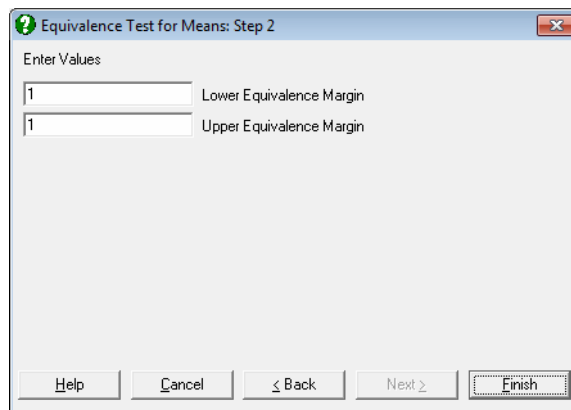 Equivalence Test for Means: Step 2
Enter Values
1 Lower Equivalence Margin
1 Upper Equivalence Margin
Help Cancel < Back Next > Finish